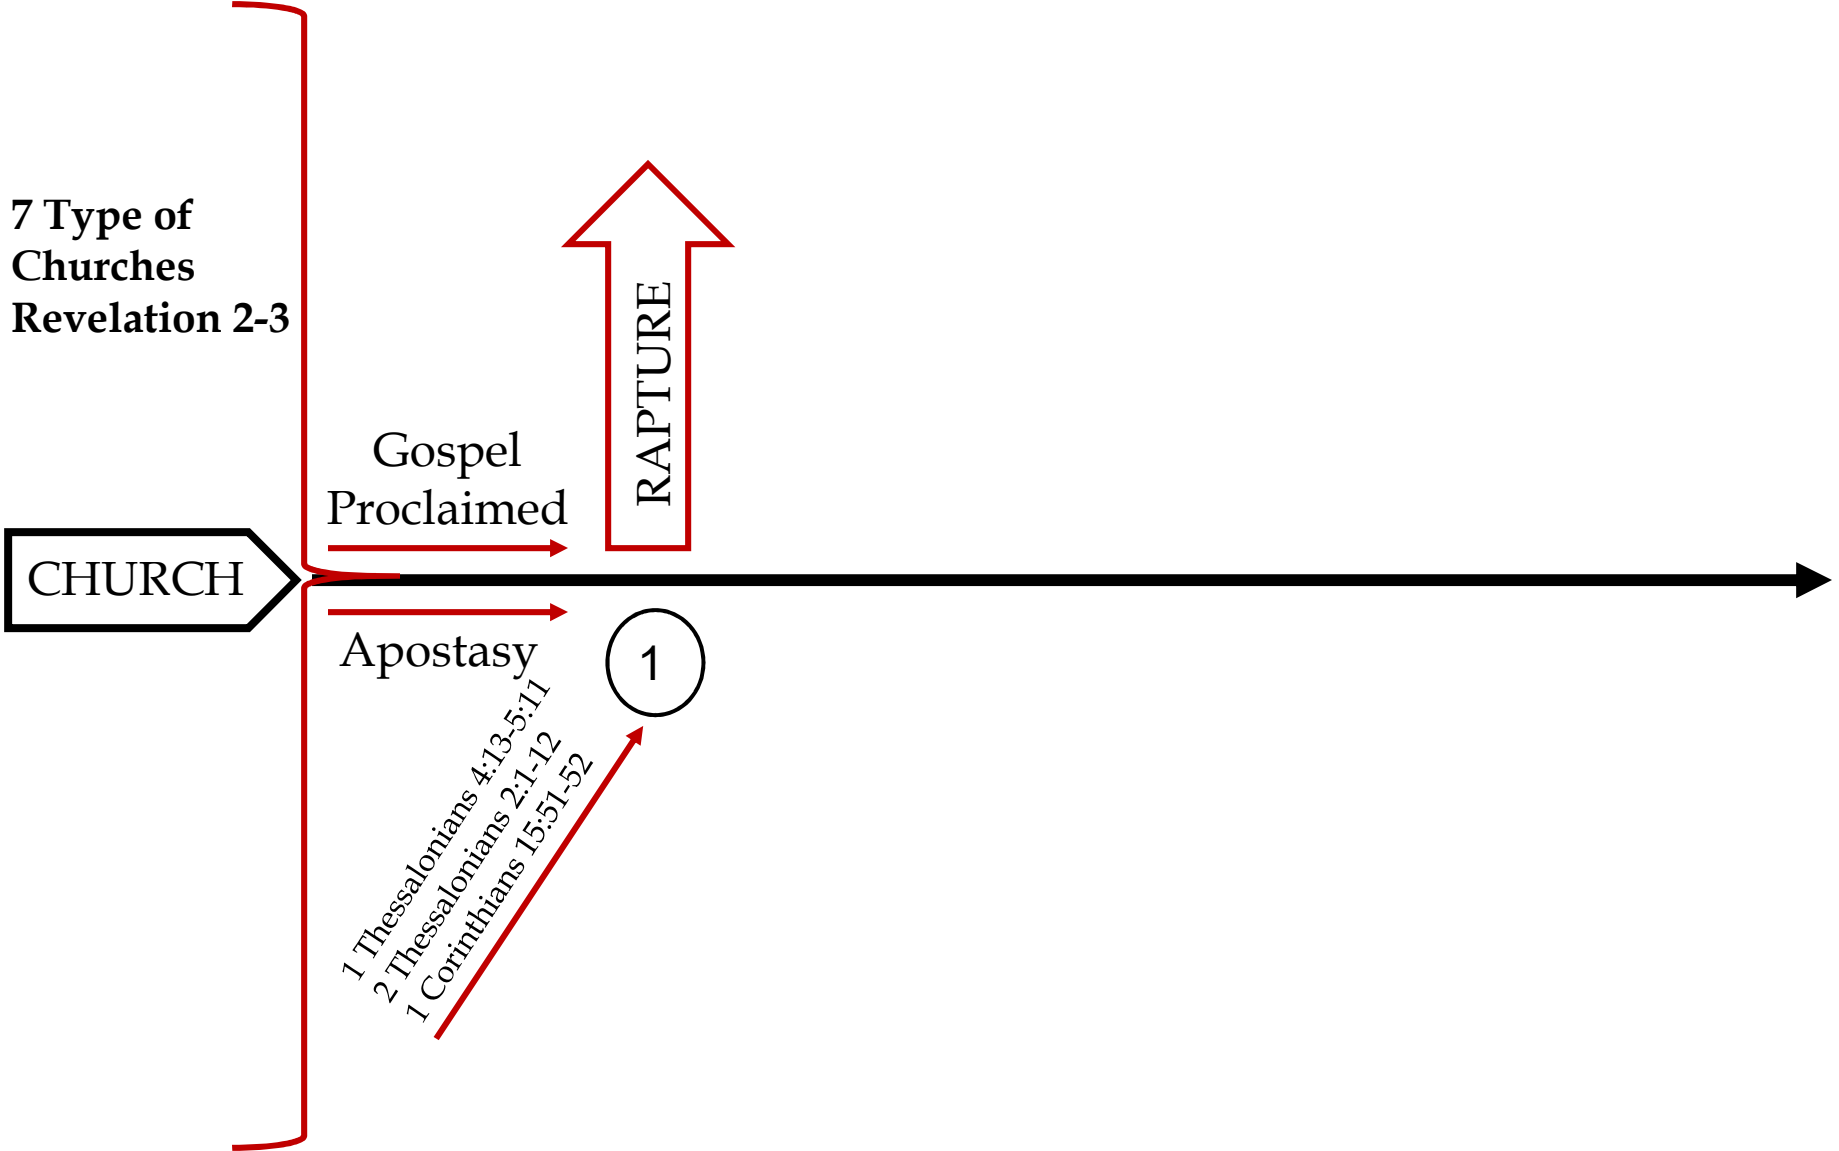 7 Type of
Churches
Revelation 2-3
RAPTURE
Gospel
Proclaimed
CHURCH
Apostasy
1
1 Thessalonians 4:13-5:11
2 Thessalonians 2:1-12
1 Corinthians 15:51-52